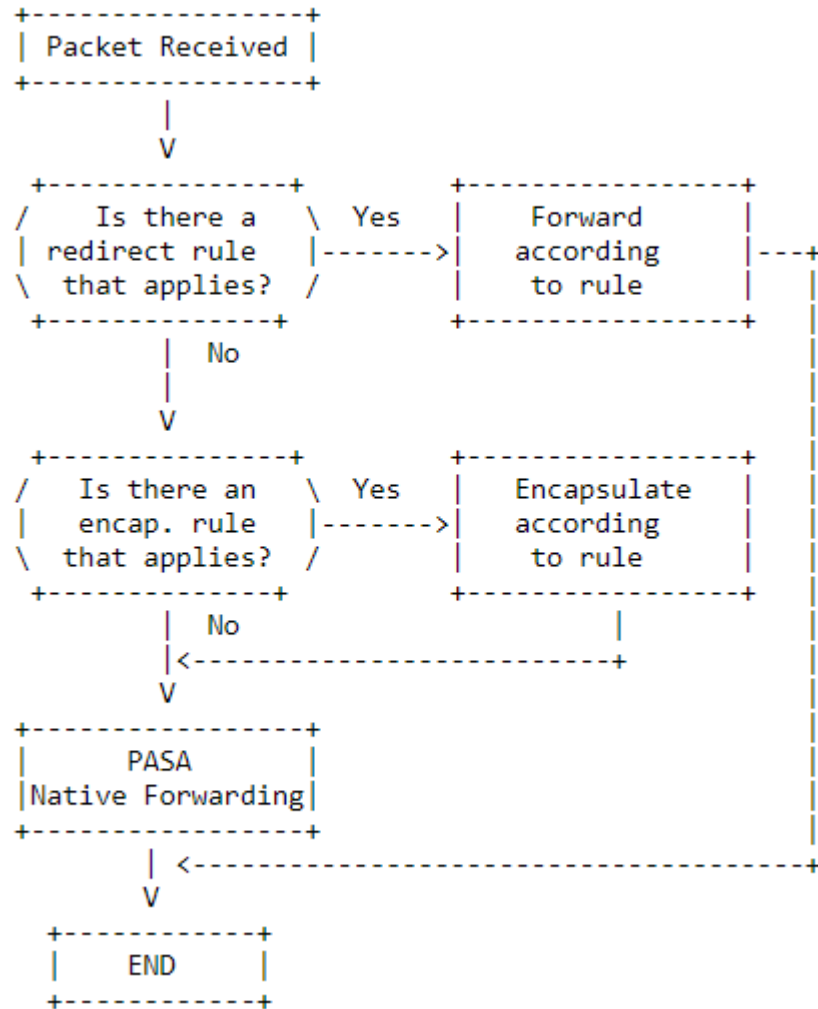 Packet Received
Is there a
redirect rule
that applies?
Yes
Forward
according
to rule
No
Is there an
encap. rule
that applies?
Yes
Encapsulate
according
to rule
No
PASA
Native Forwarding
END